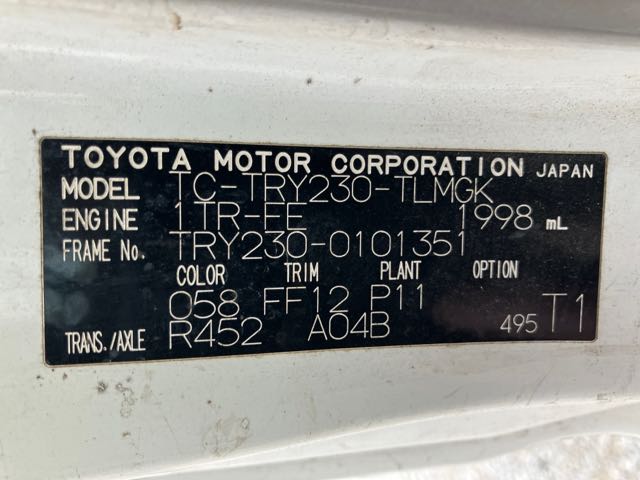 TOYOTA MOTOR CORPORATION JAPAN
MODEL TC-TRY230-TLMGK
ENGINE 1TR-FE 1998 mL
FRAME No. TRY230-0101351
COLOR TRIM PLANT OPTION
058 FF12 P11
TRANS./AXLE R452 A04B 495 T1